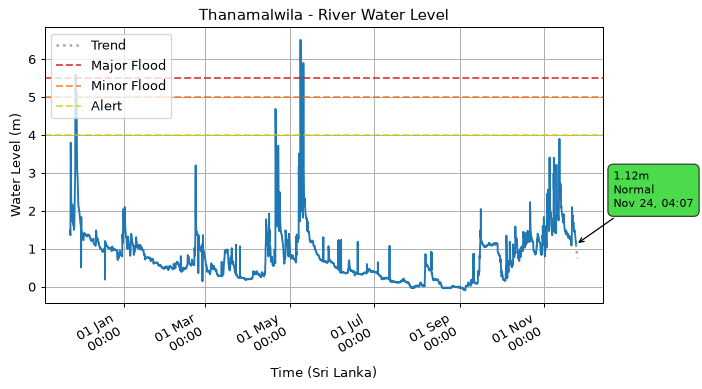 Thanamalwila - River Water Level
Water Level (m)
6
5
4
3
2
1
0
Trend
Major Flood
Minor Flood
Alert
1.12m
Normal
Nov 24, 04:07
01 Jan
00:00
01 Mar
00:00
01 May
00:00
01 Jul
00:00
01 Sep
00:00
01 Nov
00:00
Time (Sri Lanka)